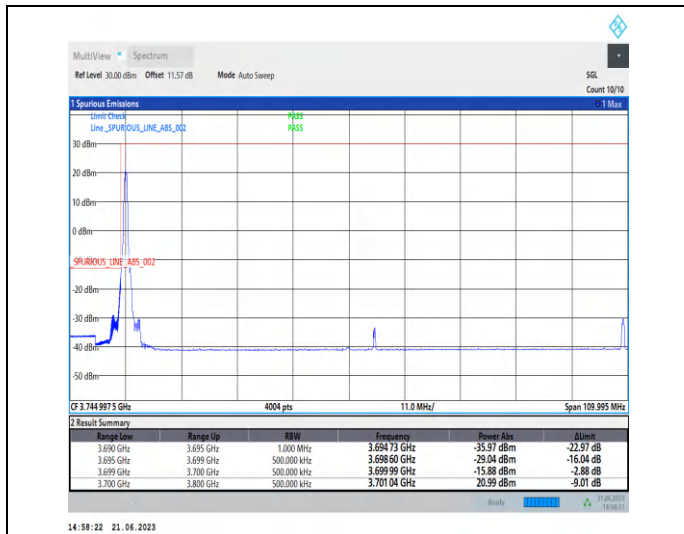 MultiView Spectrum
Ref Level 30.00 dBm Offset 11.57 dB Mode Auto Sweep SGL
Count 10/10
1 Spurious Emissions 1 Max
Limit Check PASS
Line _SPURIOUS_LINE_ABS_002 PASS
30 dBm
20 dBm
10 dBm
0 dBm
_SPURIOUS_LINE_ABS_002
-20 dBm
-30 dBm
-40 dBm
-50 dBm
CF 3.744 997 5 GHz 4004 pts 11.0 MHz/ Span 109.995 MHz
2 Result Summary
Range Low Range Up RBW Frequency Power Abs ΔLimit
3.690 GHz 3.695 GHz 1.000 MHz 3.694 73 GHz -35.97 dBm -22.97 dB
3.695 GHz 3.699 GHz 500.000 kHz 3.698 60 GHz -29.04 dBm -16.04 dB
3.699 GHz 3.700 GHz 500.000 kHz 3.699 99 GHz -15.88 dBm -2.88 dB
3.700 GHz 3.800 GHz 500.000 kHz 3.701 04 GHz 20.99 dBm -9.01 dB
Ready 21.06.2023
14:58:21
14:58:22 21.06.2023